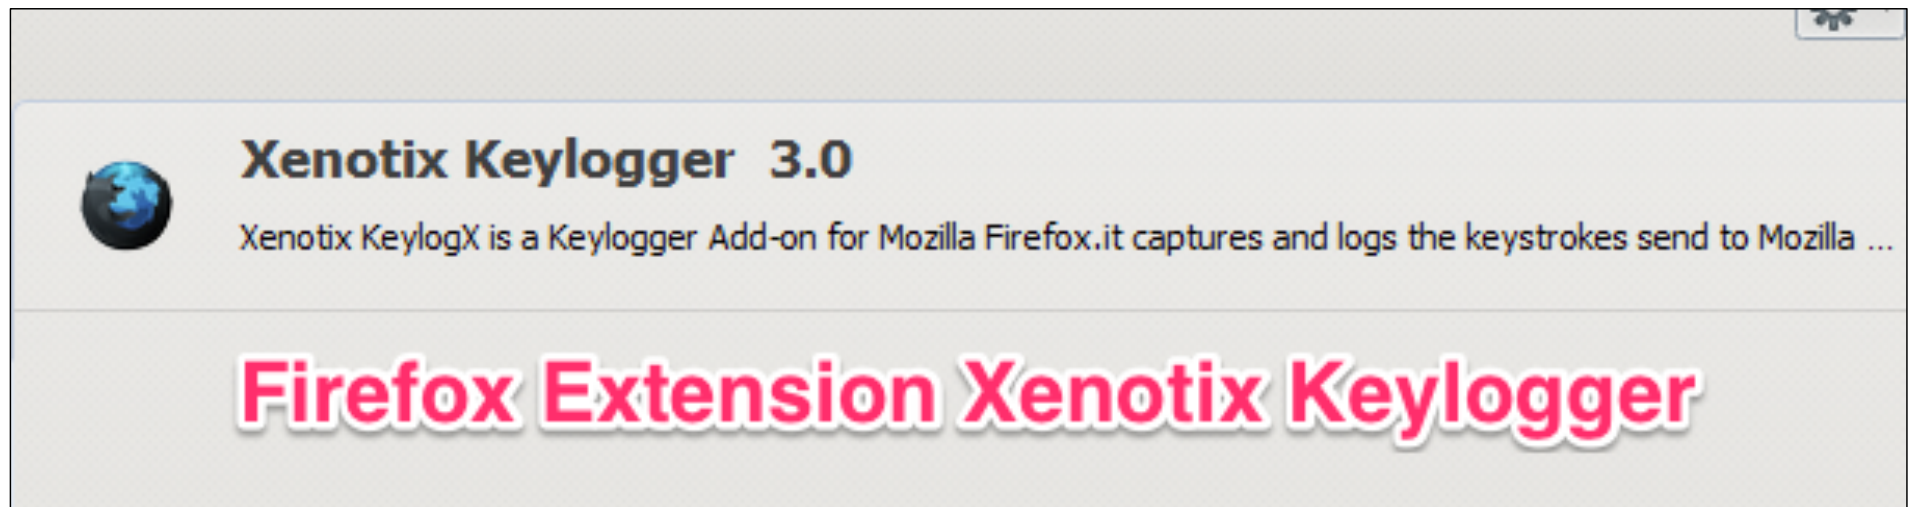 Xenotix Keylogger 3.0
Xenotix KeylogX is a Keylogger Add-on for Mozilla Firefox.it captures and logs the keystrokes send to Mozilla ...
Firefox Extension Xenotix Keylogger